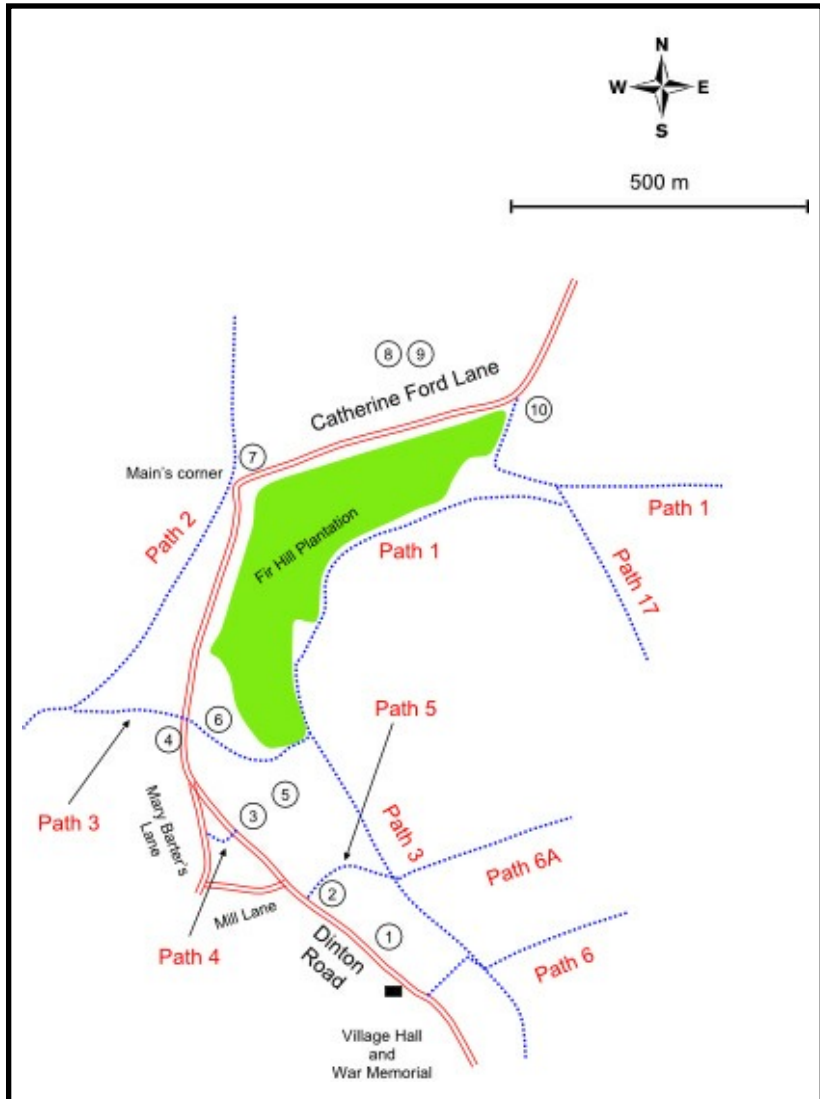 N
W E
S
500 m
8 9
Catherine Ford Lane
10
7
Main's corner
Path 2
Fir Hill Plantation
Path 1
Path 1
Path 17
Path 5
6
4
Path 3
Mary Barter's
Lane
5
3
Path 3
Path 6A
2
Mill Lane
Path 4
1
Dinton
Road
Path 6
Village Hall
and
War Memorial